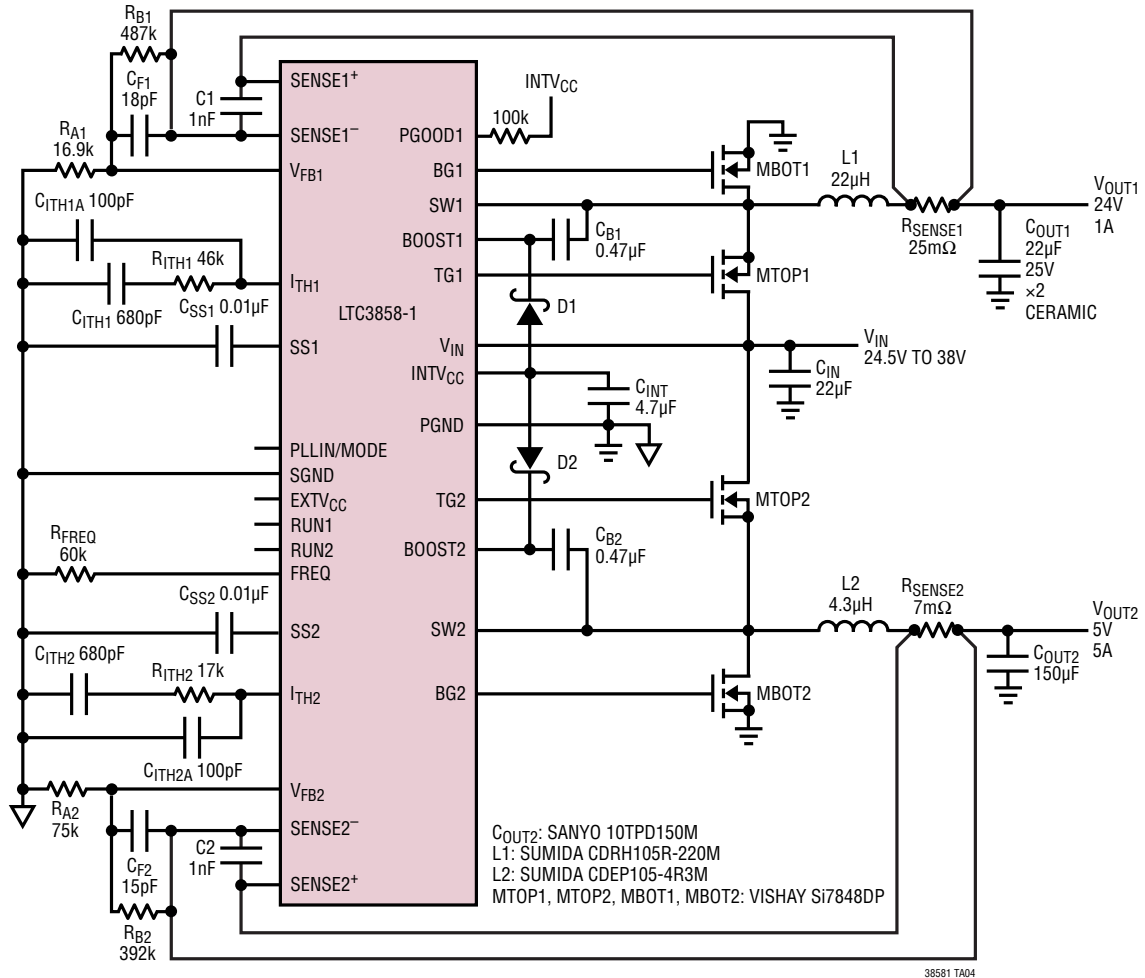 RB1
487k
CF1
18pF
C1
1nF
RA1
16.9k
CITH1A 100pF
RITH1 46k
CITH1 680pF
CSS1 0.01µF
RFREQ
60k
CSS2 0.01µF
CITH2 680pF
RITH2 17k
CITH2A 100pF
RA2
75k
CF2
15pF
C2
1nF
RB2
392k
SENSE1+
SENSE1–
VFB1
ITH1
SS1
PLLIN/MODE
SGND
EXTVCC
RUN1
RUN2
FREQ
SS2
ITH2
VFB2
SENSE2–
SENSE2+
LTC3858-1
PGOOD1
BG1
SW1
BOOST1
TG1
VIN
INTVCC
PGND
TG2
BOOST2
SW2
BG2
INTVCC
100k
MBOT1
L1
22µH
CB1
0.47µF
MTOP1
RSENSE1
25mΩ
VOUT1
24V
1A
COUT1
22µF
25V
×2
CERAMIC
D1
VIN
24.5V TO 38V
CIN
22µF
CINT
4.7µF
D2
MTOP2
CB2
0.47µF
L2
4.3µH
RSENSE2
7mΩ
VOUT2
5V
5A
COUT2
150µF
MBOT2
COUT2: SANYO 10TPD150M
L1: SUMIDA CDRH105R-220M
L2: SUMIDA CDEP105-4R3M
MTOP1, MTOP2, MBOT1, MBOT2: VISHAY Si7848DP
38581 TA04